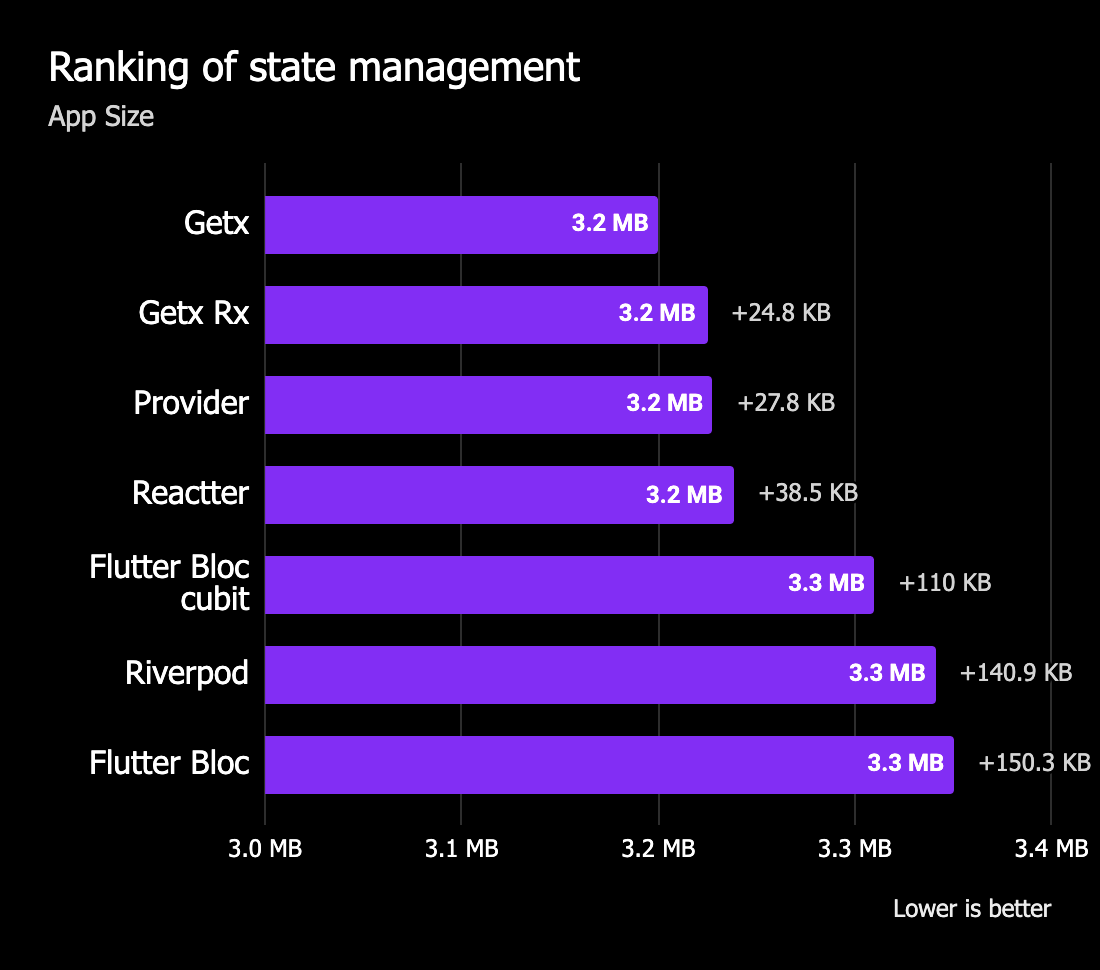 Ranking of state management
App Size
Getx
3.2 MB
Getx Rx
3.2 MB +24.8 KB
Provider
3.2 MB +27.8 KB
Reactter
3.2 MB +38.5 KB
Flutter Bloc
cubit
3.3 MB +110 KB
Riverpod
3.3 MB +140.9 KB
Flutter Bloc
3.3 MB +150.3 KB
3.0 MB 3.1 MB 3.2 MB 3.3 MB 3.4 MB
Lower is better